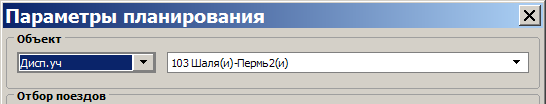 Параметры планирования
Объект
Дисп.уч 103 Шаля(и)-Пермь2(и)
Отбор поездов